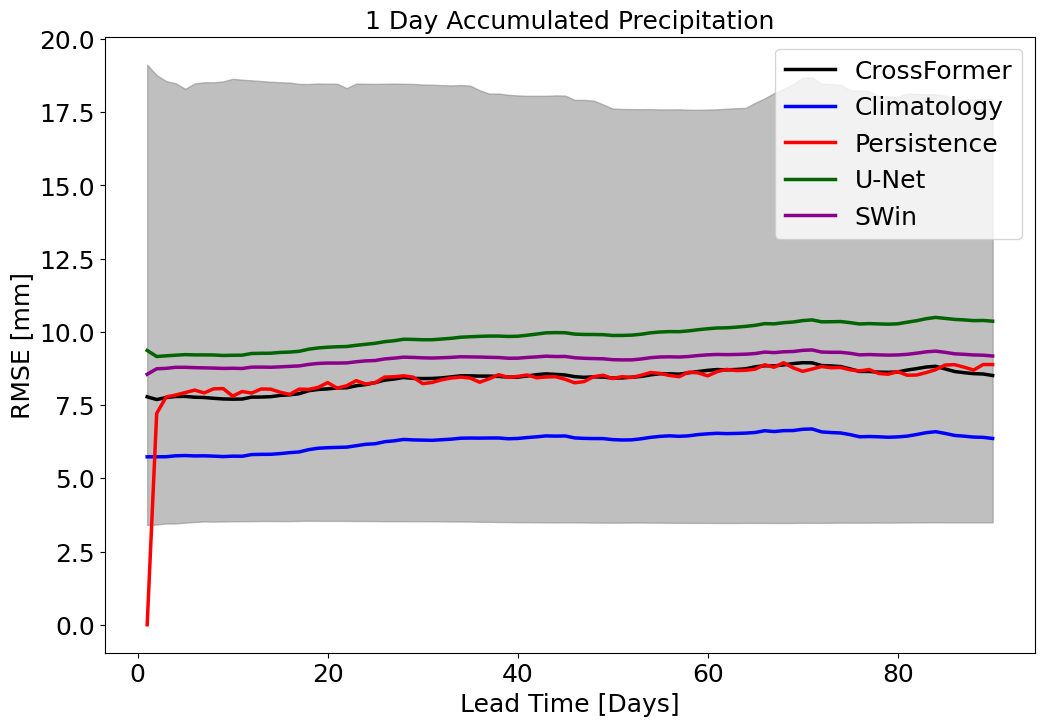 1 Day Accumulated Precipitation
20.0
17.5
15.0
12.5
10.0
7.5
5.0
2.5
0.0
RMSE [mm]
CrossFormer
Climatology
Persistence
U-Net
SWin
0 20 40 60 80
Lead Time [Days]